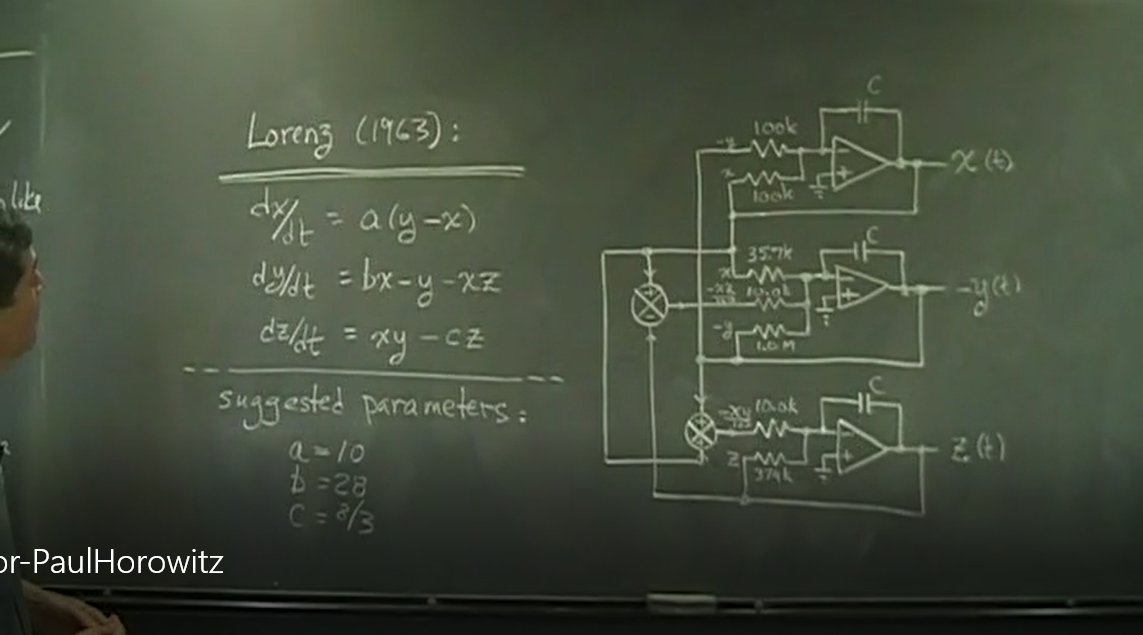 like
Lorenz (1963):
dx/dt = a(y-x)
dy/dt = bx-y-xz
dz/dt = xy-cz
suggested parameters:
a=10
b=28
c=8/3
C
-y 100k
x 100k
x(t)
C
x 35.7k
10.0k
-y 1.0M
-y(t)
C
10.0k
z 374k
z(t)
or-PaulHorowitz